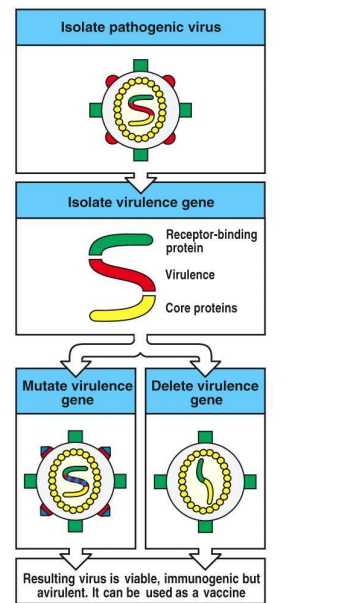 Isolate pathogenic virus
Isolate virulence gene
Receptor-binding
protein
Virulence
Core proteins
Mutate virulence
gene
Delete virulence
gene
Resulting virus is viable, immunogenic but
avirulent. It can be used as a vaccine